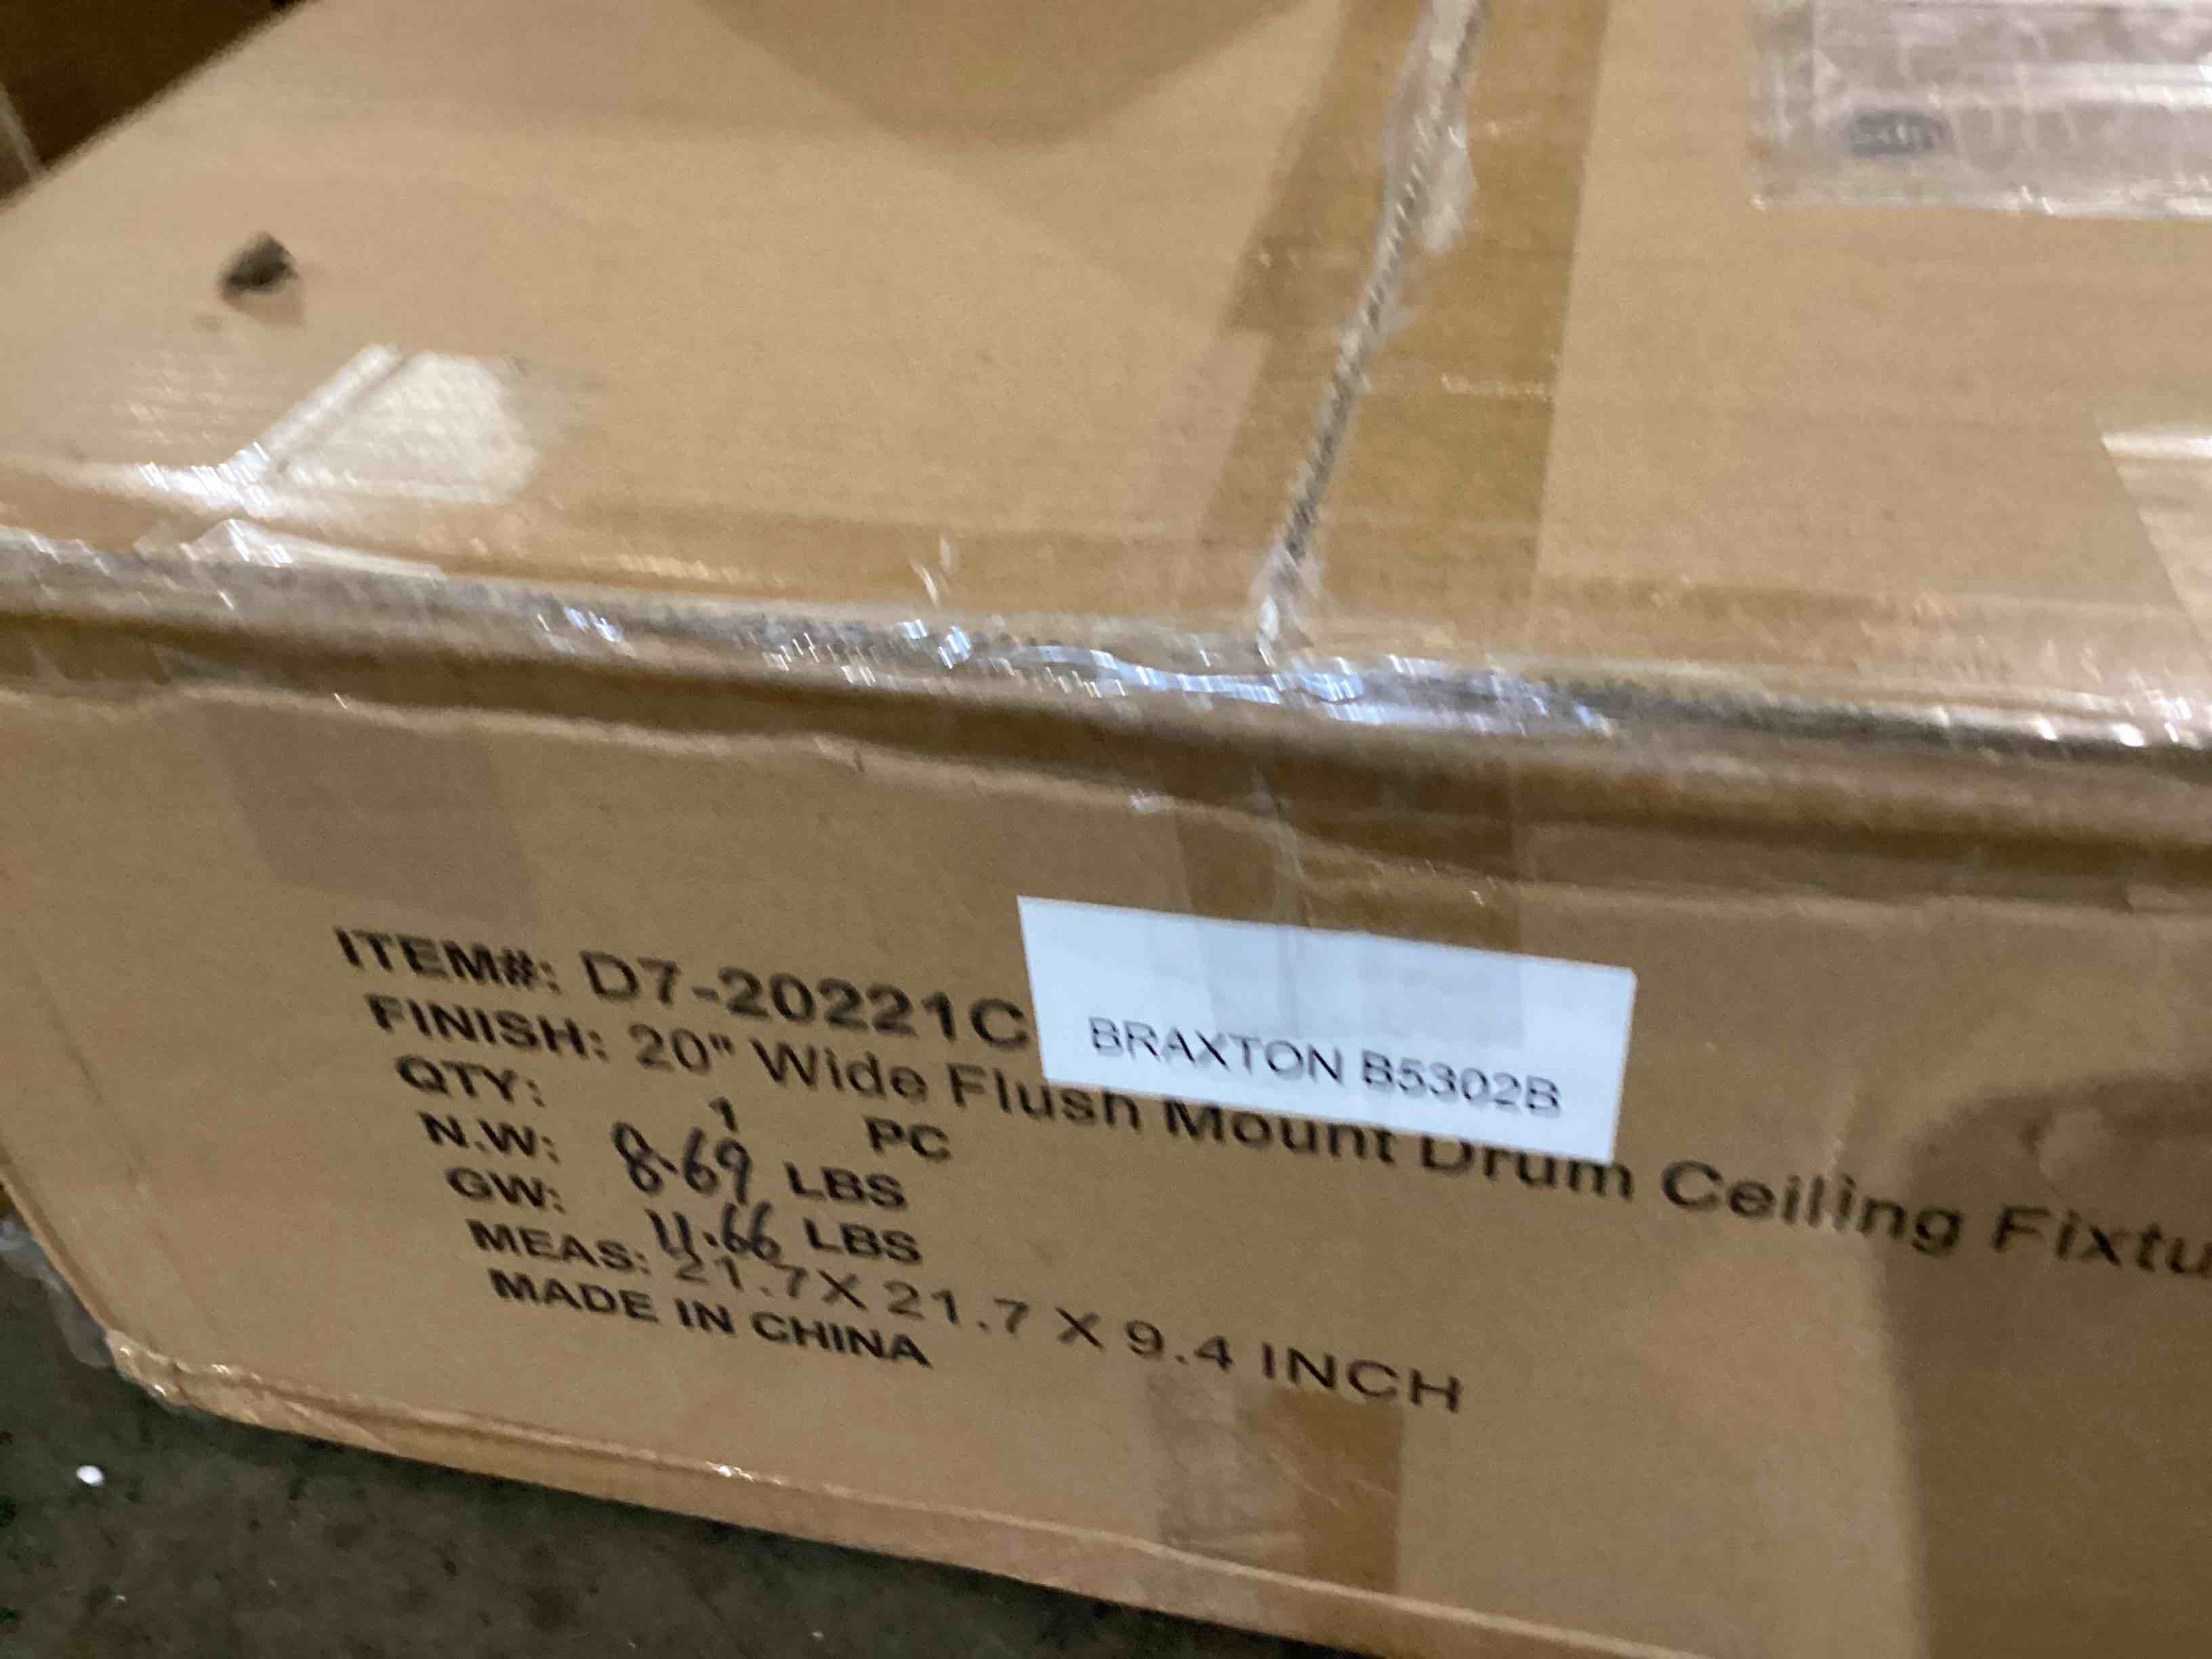 ITEM#: D7-20221C
BRAXTON B5302B
FINISH: 20" Wide Flush Mount Drum Ceiling Fixtu
QTY: 1 PC
N.W: 8.69 LBS
GW: 11.66 LBS
MEAS: 21.7X 21.7 X 9.4 INCH
MADE IN CHINA